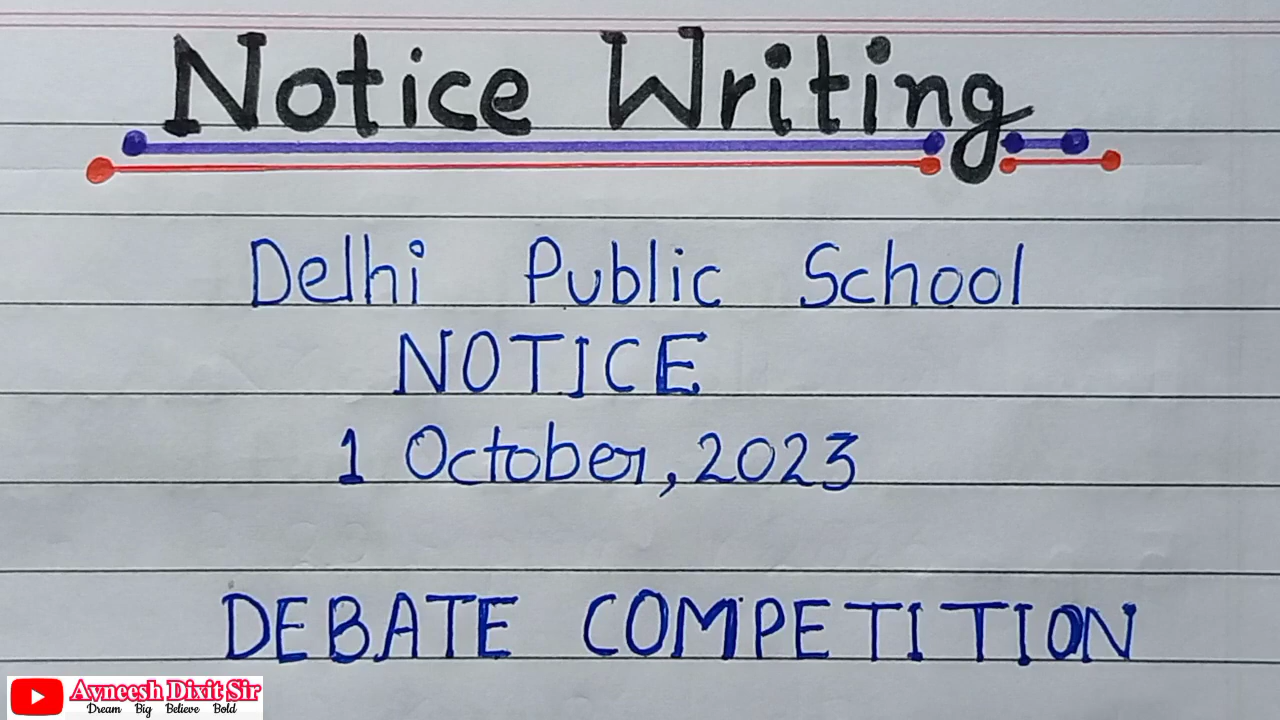 Notice Writing
Delhi Public School
NOTICE
1 October, 2023
DEBATE COMPETITION
Avneesh Dixit Sir
Dream Big Believe Bold